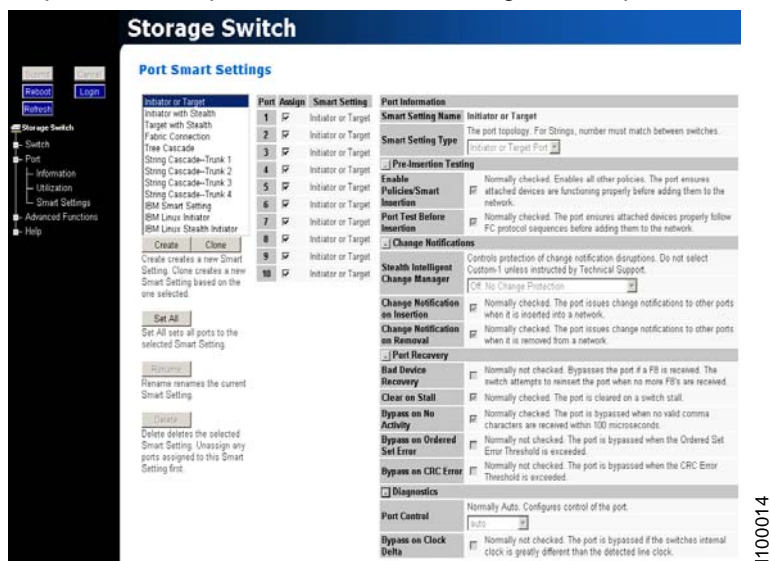 Storage Switch
Port Smart Settings
Submit Cancel
Reboot Login
Refresh
Storage Switch
Switch
Port
Information
Utilization
Smart Settings
Advanced Functions
Help
Initiator or Target
Initiator with Stealth
Target with Stealth
Fabric Connection
Tree Cascade
String Cascade--Trunk 1
String Cascade--Trunk 2
String Cascade--Trunk 3
String Cascade--Trunk 4
IBM Smart Setting
IBM Linux Initiator
IBM Linux Stealth Initiator
Create Clone
Create creates a new Smart
Setting. Clone creates a new
Smart Setting based on the
one selected.
Set All
Set All sets all ports to the
selected Smart Setting.
Rename
Rename renames the current
Smart Setting.
Delete
Delete deletes the selected
Smart Setting. Unassign any
ports assigned to this Smart
Setting first.
Port Assign Smart Setting
1 Initiator or Target
2 Initiator or Target
3 Initiator or Target
4 Initiator or Target
5 Initiator or Target
6 Initiator or Target
7 Initiator or Target
8 Initiator or Target
9 Initiator or Target
10 Initiator or Target
Port Information
Smart Setting Name Initiator or Target
Smart Setting Type
The port topology. For Strings, number must match between switches.
Initiator or Target Port
Pre-Insertion Testing
Enable
Policies/Smart
Insertion
Normally checked. Enables all other policies. The port ensures
attached devices are functioning properly before adding them to the
network.
Port Test Before
Insertion
Normally checked. The port ensures attached devices properly follow
FC protocol sequences before adding them to the network.
Change Notifications
Stealth Intelligent
Change Manager
Controls protection of change notification disruptions. Do not select
Custom-1 unless instructed by Technical Support.
Off: No Change Protection
Change Notification
on Insertion
Normally checked. The port issues change notifications to other ports
when it is inserted into a network.
Change Notification
on Removal
Normally checked. The port issues change notifications to other ports
when it is removed from a network.
Port Recovery
Bad Device
Recovery
Normally not checked. Bypasses the port if a F8 is received. The
switch attempts to reinsert the port when no more F8's are received.
Clear on Stall
Normally checked. The port is cleared on a switch stall.
Bypass on No
Activity
Normally checked. The port is bypassed when no valid comma
characters are received within 100 microseconds.
Bypass on Ordered
Set Error
Normally not checked. The port is bypassed when the Ordered Set
Error Threshold is exceeded.
Bypass on CRC Error
Normally not checked. The port is bypassed when the CRC Error
Threshold is exceeded.
Diagnostics
Port Control
Normally Auto. Configures control of the port.
auto
Bypass on Clock
Delta
Normally not checked. The port is bypassed if the switches internal
clock is greatly different than the detected line clock.